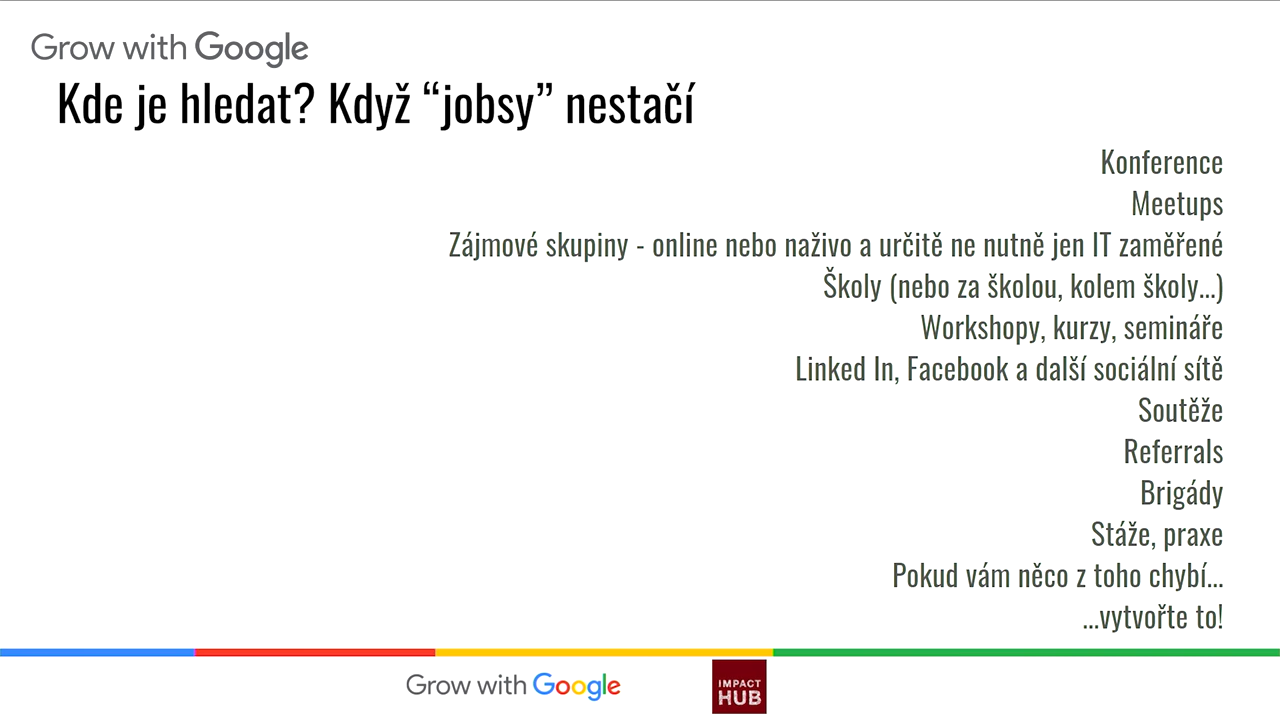 Grow with Google
Kde je hledat? Když “jobsy” nestačí
Konference
Meetups
Zájmové skupiny - online nebo naživo a určitě ne nutně jen IT zaměřené
Školy (nebo za školou, kolem školy...)
Workshopy, kurzy, semináře
Linked In, Facebook a další sociální sítě
Soutěže
Referrals
Brigády
Stáže, praxe
Pokud vám něco z toho chybí...
...vytvořte to!
Grow with Google
IMPACT
HUB